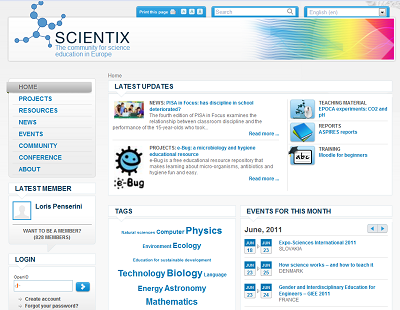 Print this page
A A A
Search
English (en)
SCIENTIX
The community for science
education in Europe
HOME
PROJECTS
RESOURCES
NEWS
EVENTS
COMMUNITY
CONFERENCE
ABOUT
LATEST MEMBER
Loris Penserini
WANT TO BE A MEMBER?
(828 MEMBERS)
LOGIN
OpenID
Create account
Forgot your password?
Home
LATEST UPDATES
NEWS: PISA in focus: has discipline in school
deteriorated?
The fourth edition of PISA in Focus examines the
relationship between classroom discipline and the
performance of the 15-year-olds who took...
Read more ...
PROJECTS: e-Bug: a microbiology and hygiene
educational resource
e-Bug is a free educational resource repository that
makes learning about micro-organisms, antibiotics and
hygiene fun and easy.
Read more ...
e-Bug
TEACHING MATERIAL
EPOCA experiments: CO2 and
pH
REPORTS
ASPIRES reports
abc
TRAINING
Moodle for beginners
TAGS
Natural sciences Computer Physics
Environment Ecology
Education for sustainable development
Technology Biology Language
Energy Astronomy
Mathematics
EVENTS FOR THIS MONTH
June, 2011
JUN 18 JUN 23 Expo-Sciences International 2011
SLOVAKIA
JUN 22 JUN 23 How science works – and how to teach it
DENMARK
JUN 23 JUN 24 Gender and Interdisciplinary Education for
Engineers – GIEE 2011
FRANCE